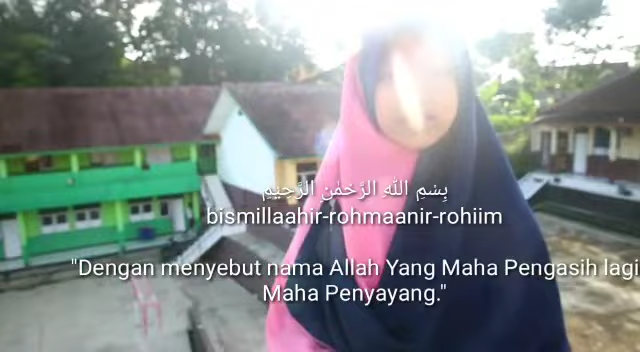 بِسْمِ اللّٰهِ الرَّحْمٰنِ الرَّحِيْمِ
bismillaahir-rohmaanir-rohiim
"Dengan menyebut nama Allah Yang Maha Pengasih lagi
Maha Penyayang."